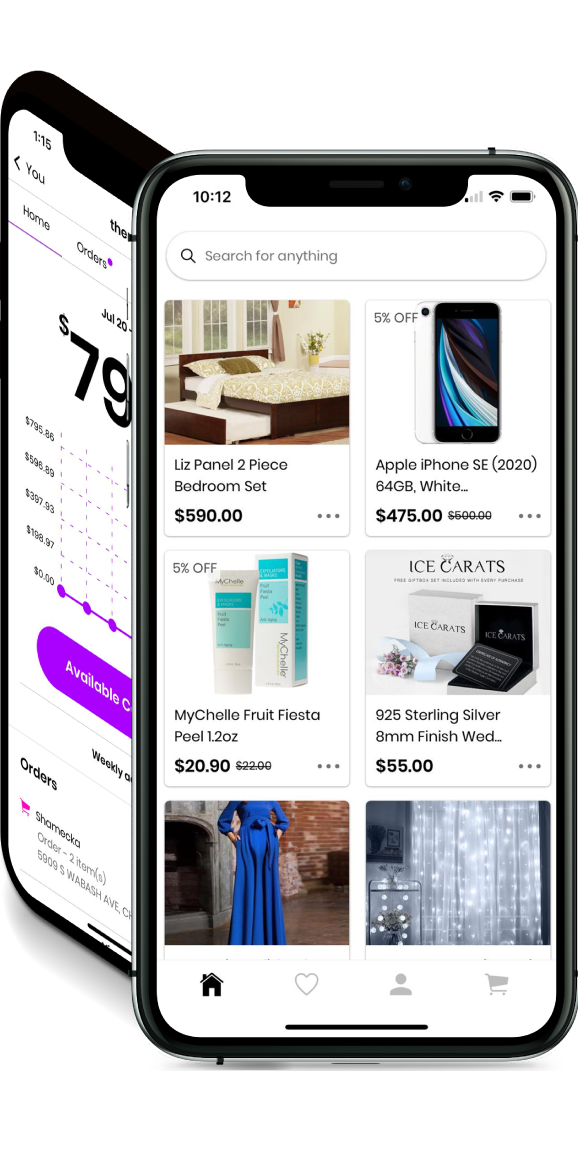 1:15
You
Home
Orders
Jul 20
$79
$795.86
$596.89
$397.93
$198.97
$0.00
Available
Weekly
Orders
Shamecka
Order - 2 item(s)
5909 S WABASH AVE,
10:12
Search for anything
Liz Panel 2 Piece
Bedroom Set
$590.00
5% OFF
Apple iPhone SE (2020)
64GB, White...
$475.00 $500.00
5% OFF
MyChelle
EXFOLIATORS
& MASKS
Fruit
Fiesta
Peel
Anti-Aging
MyChelle Fruit Fiesta
Peel 1.2oz
$20.90 $22.00
ICE CARATS
FREE GIFTBOX SET INCLUDED WITH EVERY PURCHASE
ICE CARATS
ICE CARATS
925 Sterling Silver
8mm Finish Wed...
$55.00